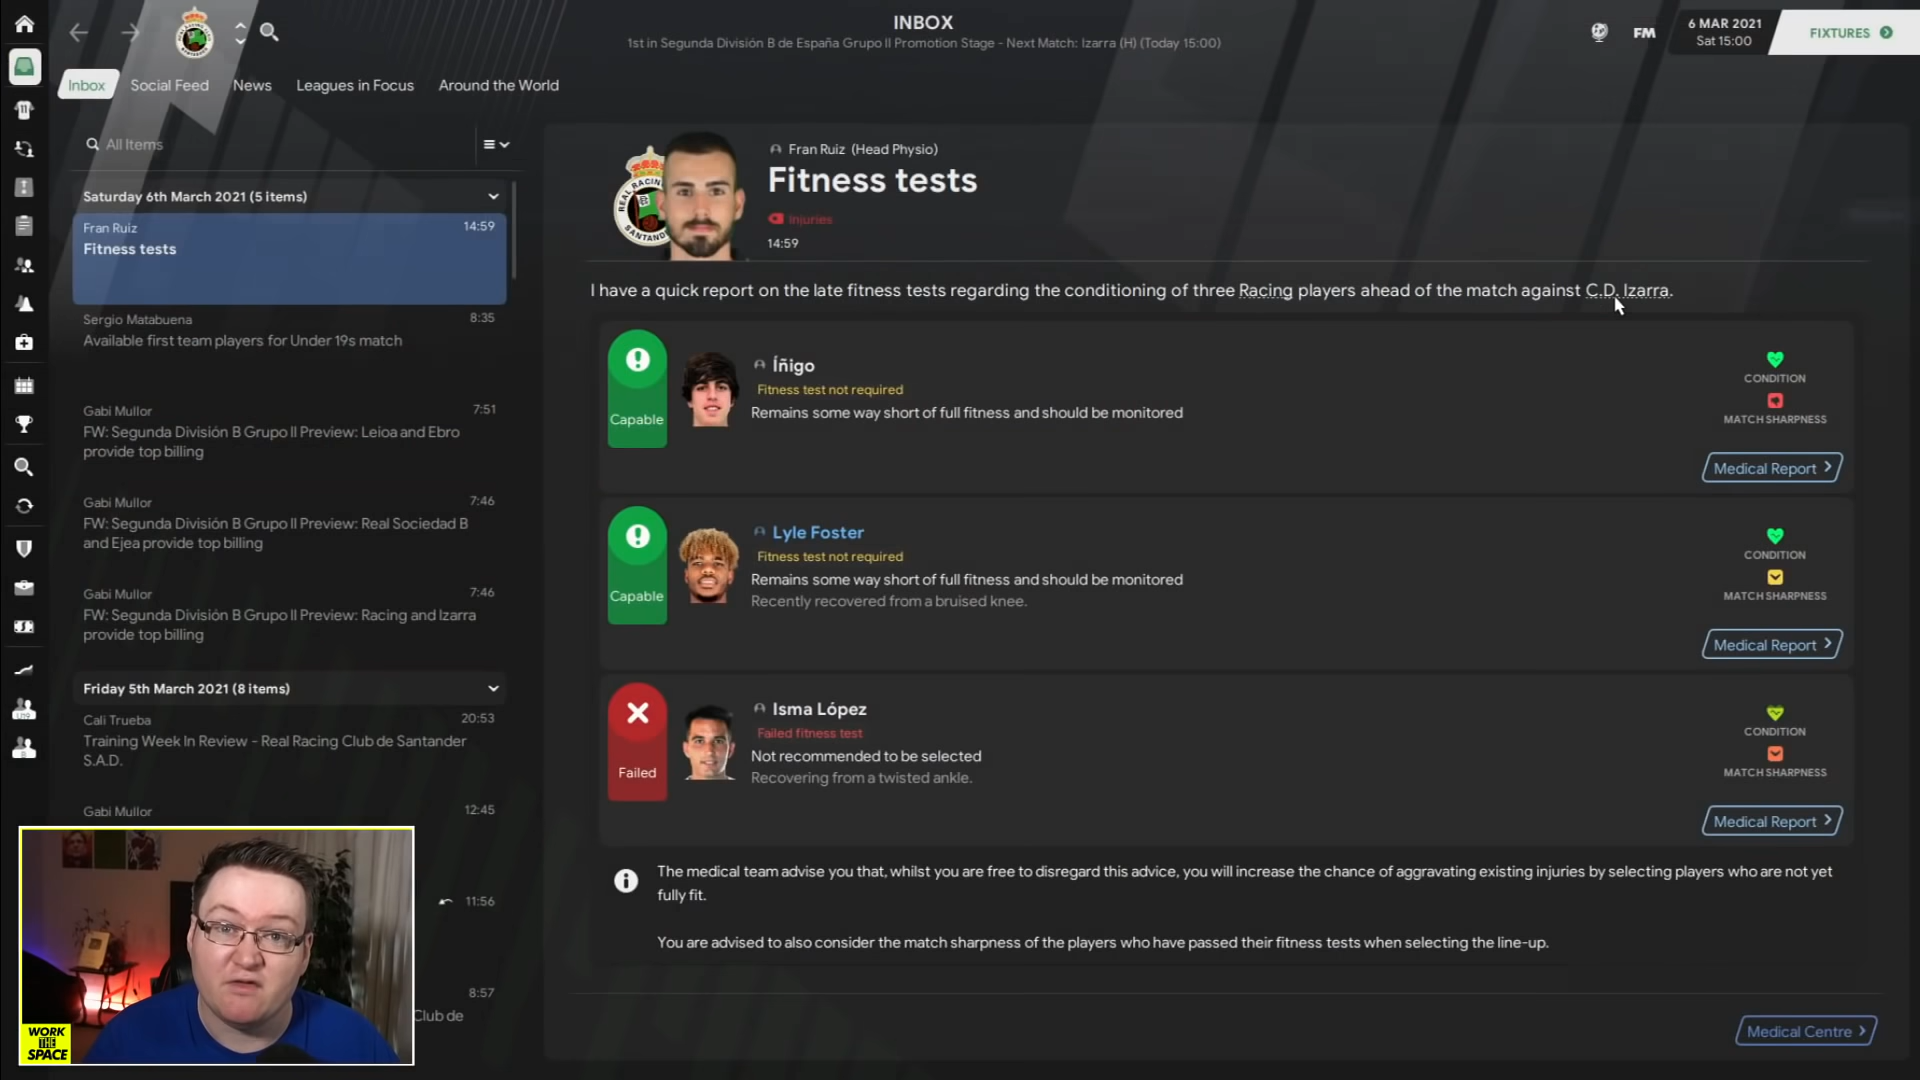 INBOX
1st in Segunda División B de España Grupo II Promotion Stage - Next Match: Izarra (H) (Today 15:00)
FM
6 MAR 2021
Sat 15:00
FIXTURES
Inbox
Social Feed
News
Leagues in Focus
Around the World
All Items
Saturday 6th March 2021 (5 items)
Fran Ruiz
14:59
Fitness tests
Sergio Matabuena
8:35
Available first team players for Under 19s match
Gabi Mullor
7:51
FW: Segunda División B Grupo II Preview: Leioa and Ebro
provide top billing
Gabi Mullor
7:46
FW: Segunda División B Grupo II Preview: Real Sociedad B
and Ejea provide top billing
Gabi Mullor
7:46
FW: Segunda División B Grupo II Preview: Racing and Izarra
provide top billing
Friday 5th March 2021 (8 items)
Cali Trueba
20:53
Training Week In Review - Real Racing Club de Santander
S.A.D.
Gabi Mullor
12:45
11:56
8:57
Club de
WORK
THE
SPACE
Fran Ruiz (Head Physio)
Fitness tests
Injuries
14:59
I have a quick report on the late fitness tests regarding the conditioning of three Racing players ahead of the match against C.D. Izarra.
Capable
Íñigo
Fitness test not required
Remains some way short of full fitness and should be monitored
CONDITION
MATCH SHARPNESS
Medical Report
Capable
Lyle Foster
Fitness test not required
Remains some way short of full fitness and should be monitored
Recently recovered from a bruised knee.
CONDITION
MATCH SHARPNESS
Medical Report
Failed
Isma López
Failed fitness test
Not recommended to be selected
Recovering from a twisted ankle.
CONDITION
MATCH SHARPNESS
Medical Report
The medical team advise you that, whilst you are free to disregard this advice, you will increase the chance of aggravating existing injuries by selecting players who are not yet
fully fit.
You are advised to also consider the match sharpness of the players who have passed their fitness tests when selecting the line-up.
Medical Centre